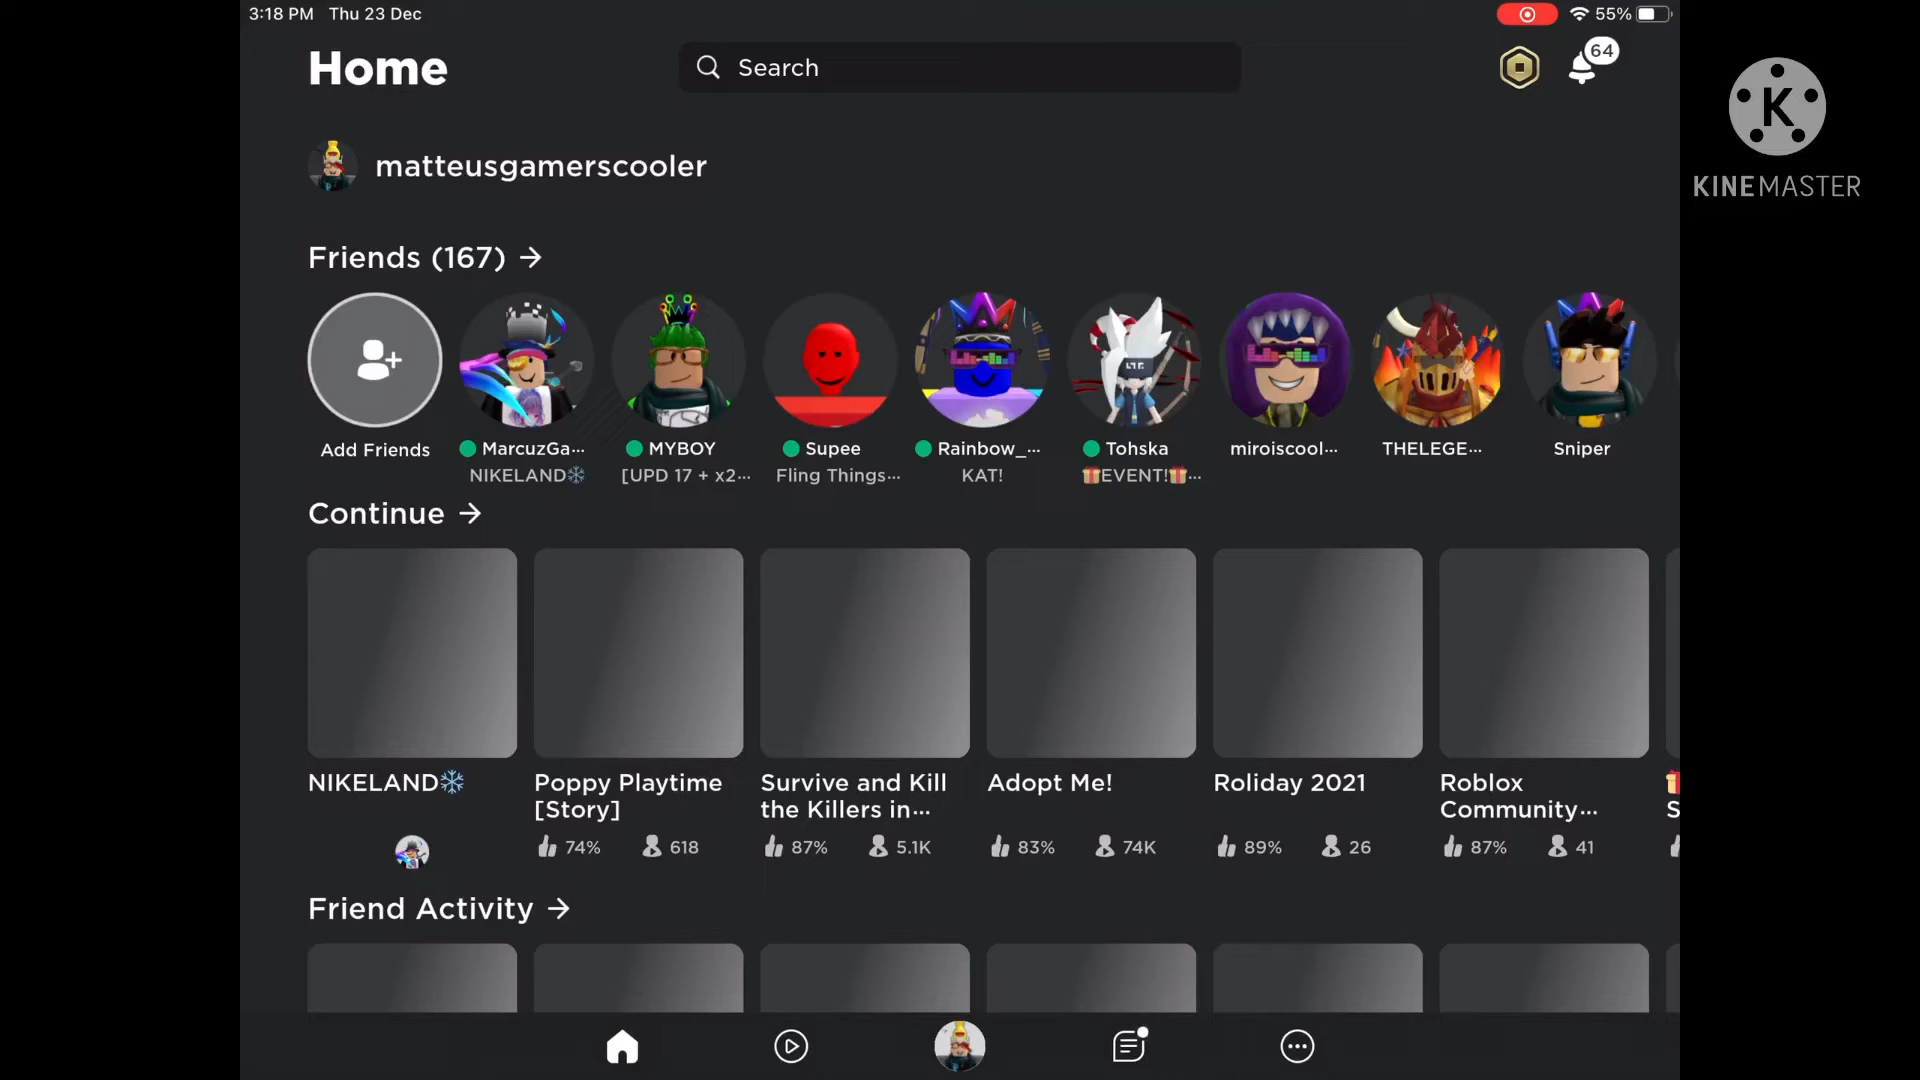 3:18 PM Thu 23 Dec
55%
Home
Search
64
K
KINEMASTER
matteusgamerscooler
Friends (167) →
Add Friends
MarcuzGa...
MYBOY
Supee
Rainbow_...
Tohska
miroiscool...
THELEGE...
Sniper
NIKELAND❄️
[UPD 17 + x2...
Fling Things...
KAT!
🎁EVENT!🎁...
Continue →
NIKELAND❄️
Poppy Playtime
[Story]
74% 618
Survive and Kill
the Killers in...
87% 5.1K
Adopt Me!
83% 74K
Roliday 2021
89% 26
Roblox
Community...
87% 41
🎁
S
Friend Activity →